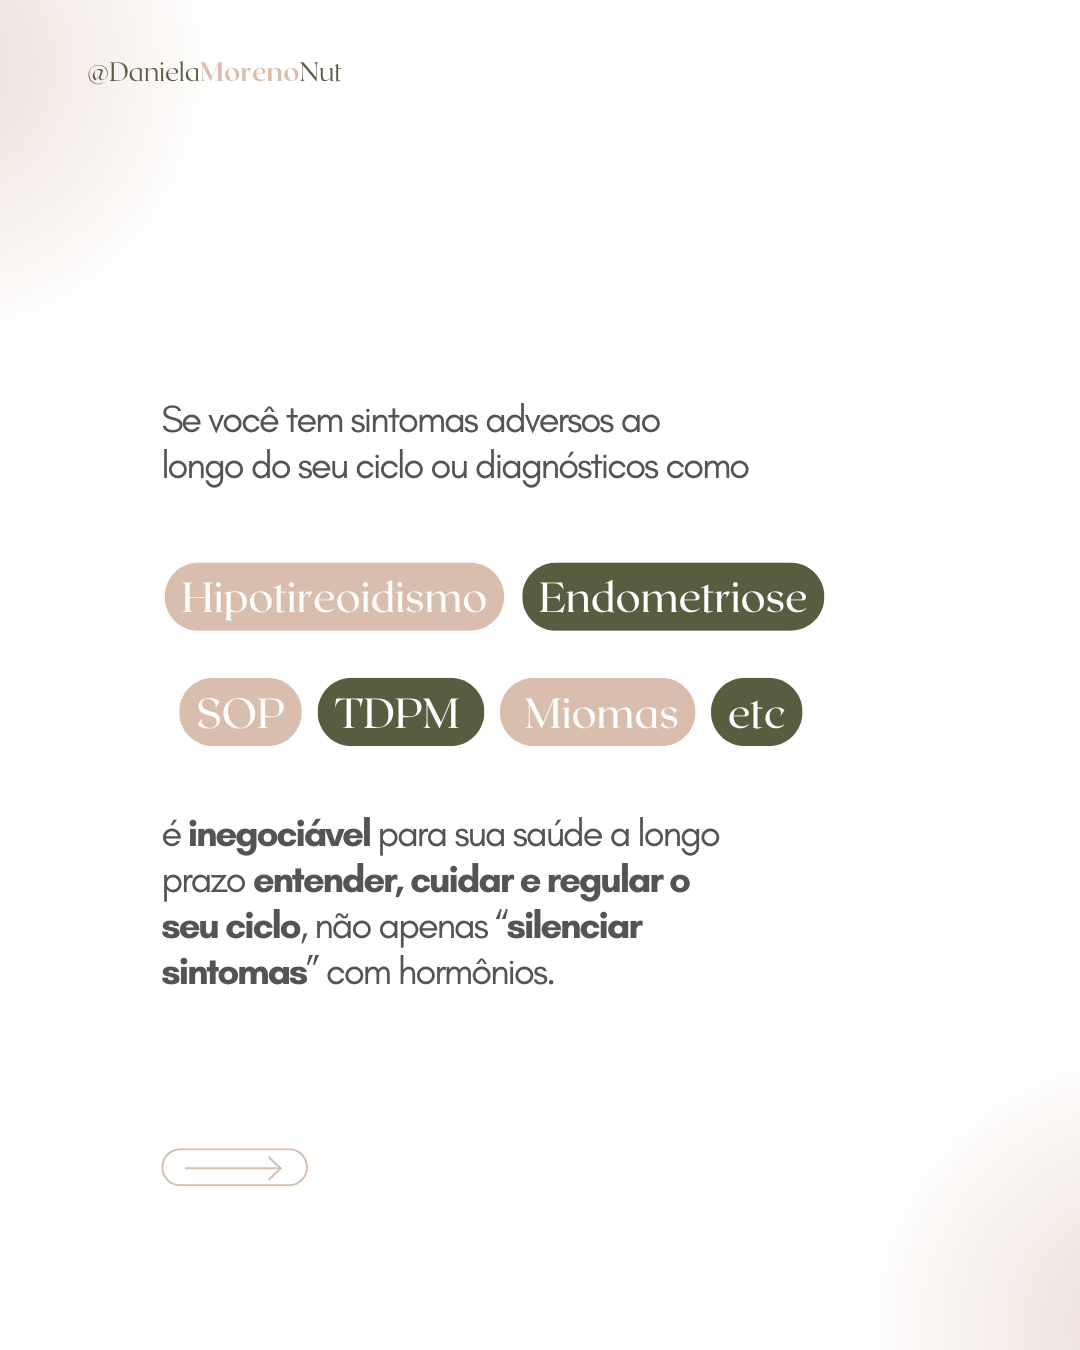 @DanielaMorenoNut
Se você tem sintomas adversos ao
longo do seu ciclo ou diagnósticos como
Hipotireoidismo Endometriose
SOP TDPM Miomas etc
é inegociável para sua saúde a longo
prazo entender, cuidar e regular o
seu ciclo, não apenas “silenciar
sintomas” com hormônios.